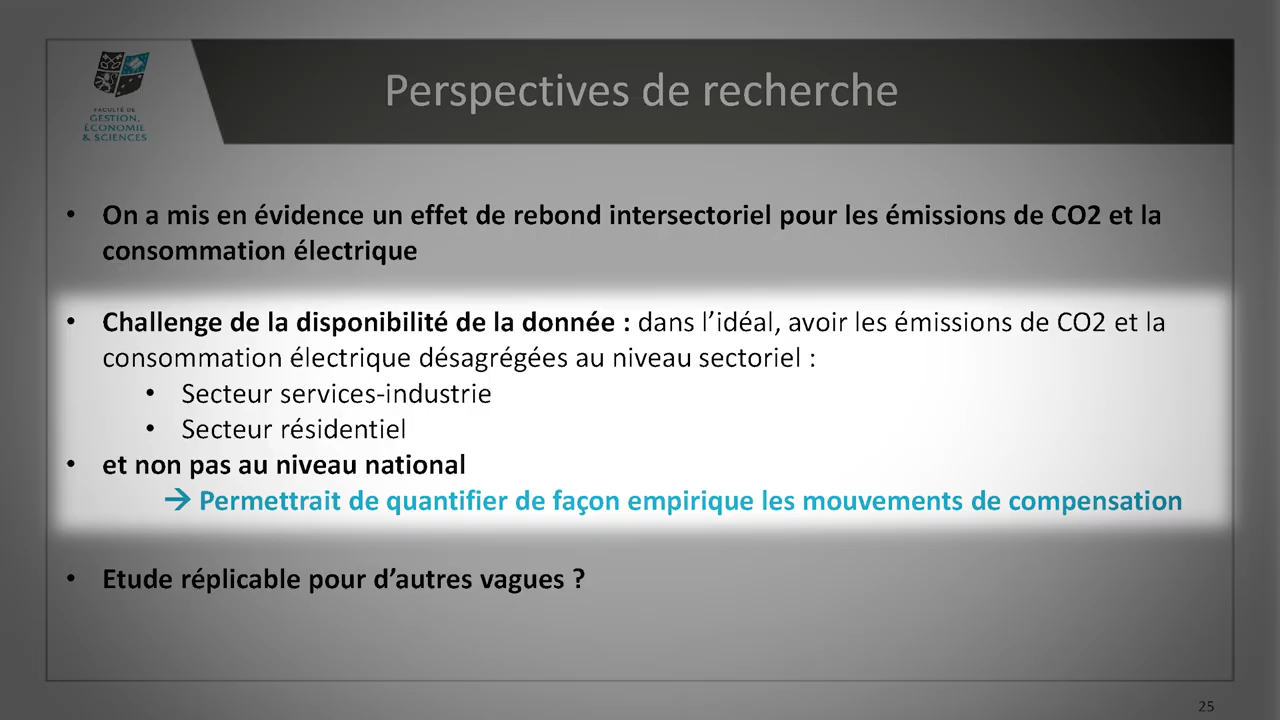 FACULTÉ DE
GESTION,
ÉCONOMIE
& SCIENCES
Perspectives de recherche
• On a mis en évidence un effet de rebond intersectoriel pour les émissions de CO2 et la
consommation électrique
• Challenge de la disponibilité de la donnée : dans l’idéal, avoir les émissions de CO2 et la
consommation électrique désagrégées au niveau sectoriel :
• Secteur services-industrie
• Secteur résidentiel
• et non pas au niveau national
→ Permettrait de quantifier de façon empirique les mouvements de compensation
• Etude réplicable pour d’autres vagues ?
25